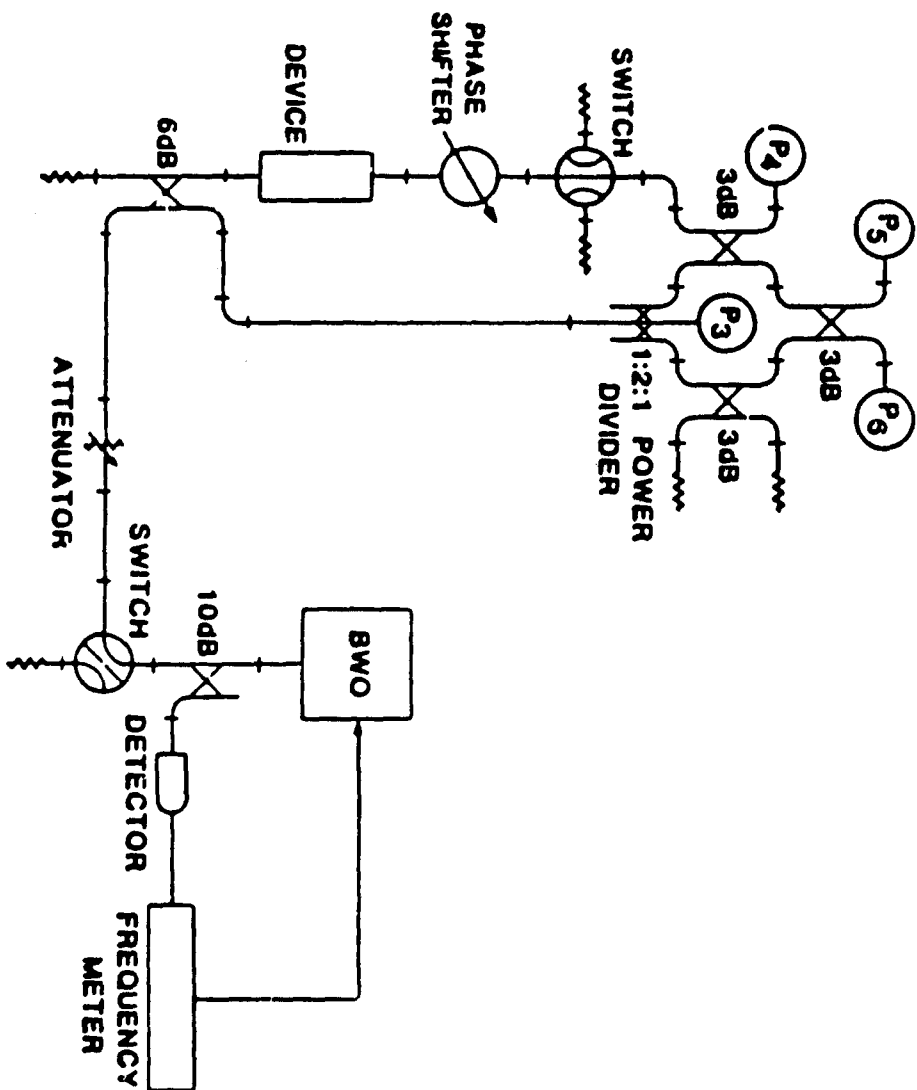 P4
P5
P3
P6
3dB
3dB
3dB
1:2:1 POWER
DIVIDER
SWITCH
PHASE
SHIFTER
DEVICE
6dB
ATTENUATOR
SWITCH
10dB
BWO
DETECTOR
FREQUENCY
METER